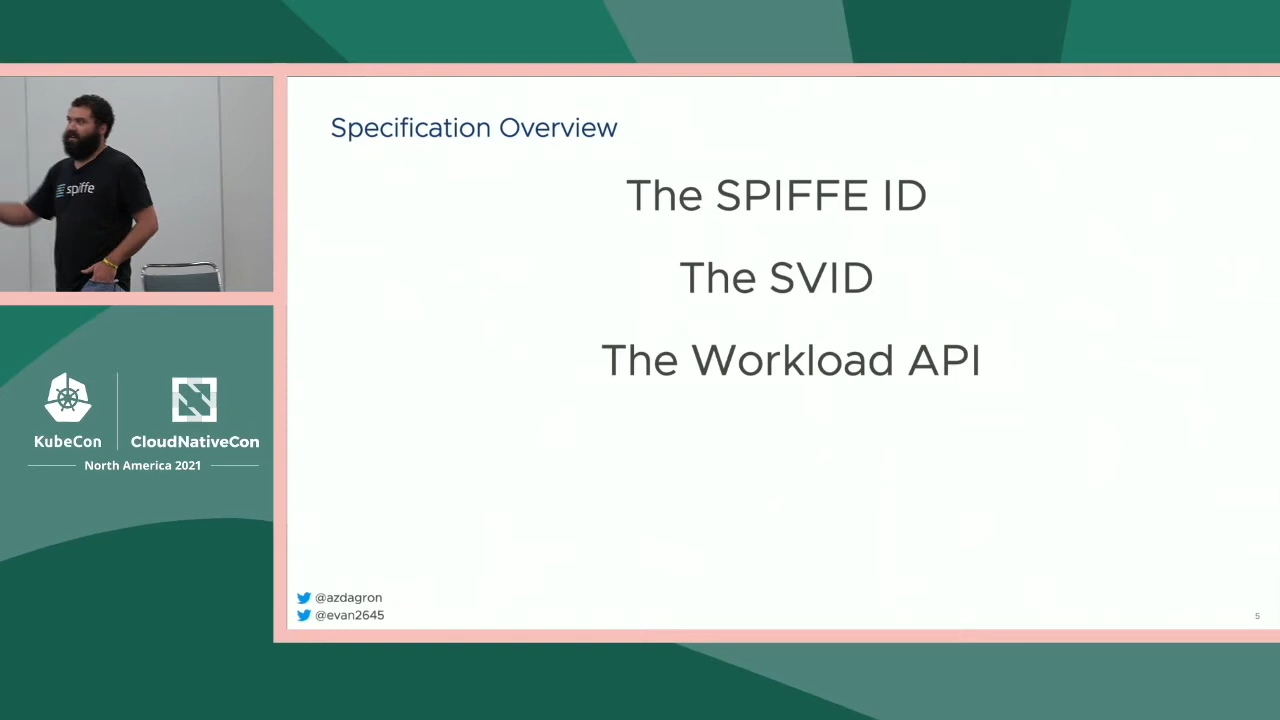 Specification Overview
The SPIFFE ID
The SVID
The Workload API
spiffe
KubeCon
CloudNativeCon
North America 2021
@azdagron
@evan2645
5